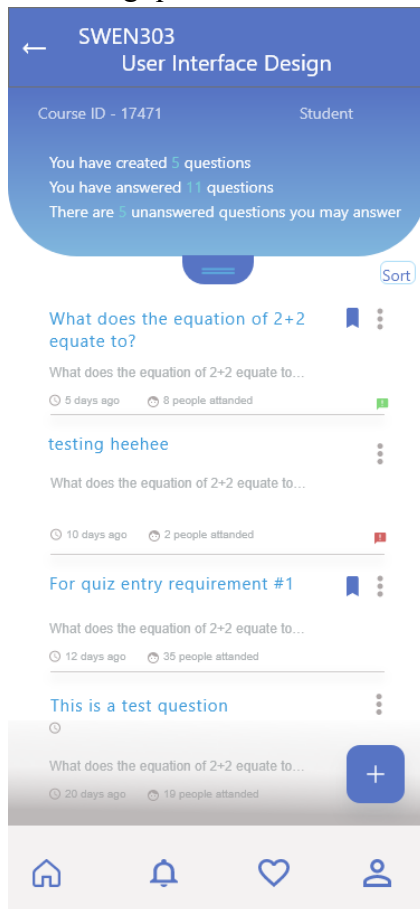 SWEN303
User Interface Design
Course ID - 17471 Student
You have created 5 questions
You have answered 11 questions
There are 5 unanswered questions you may answer
Sort
What does the equation of 2+2
equate to?
What does the equation of 2+2 equate to...
5 days ago 8 people attanded
testing heehee
What does the equation of 2+2 equate to...
10 days ago 2 people attanded
For quiz entry requirement #1
What does the equation of 2+2 equate to...
12 days ago 35 people attanded
This is a test question
What does the equation of 2+2 equate to...
20 days ago 19 people attanded